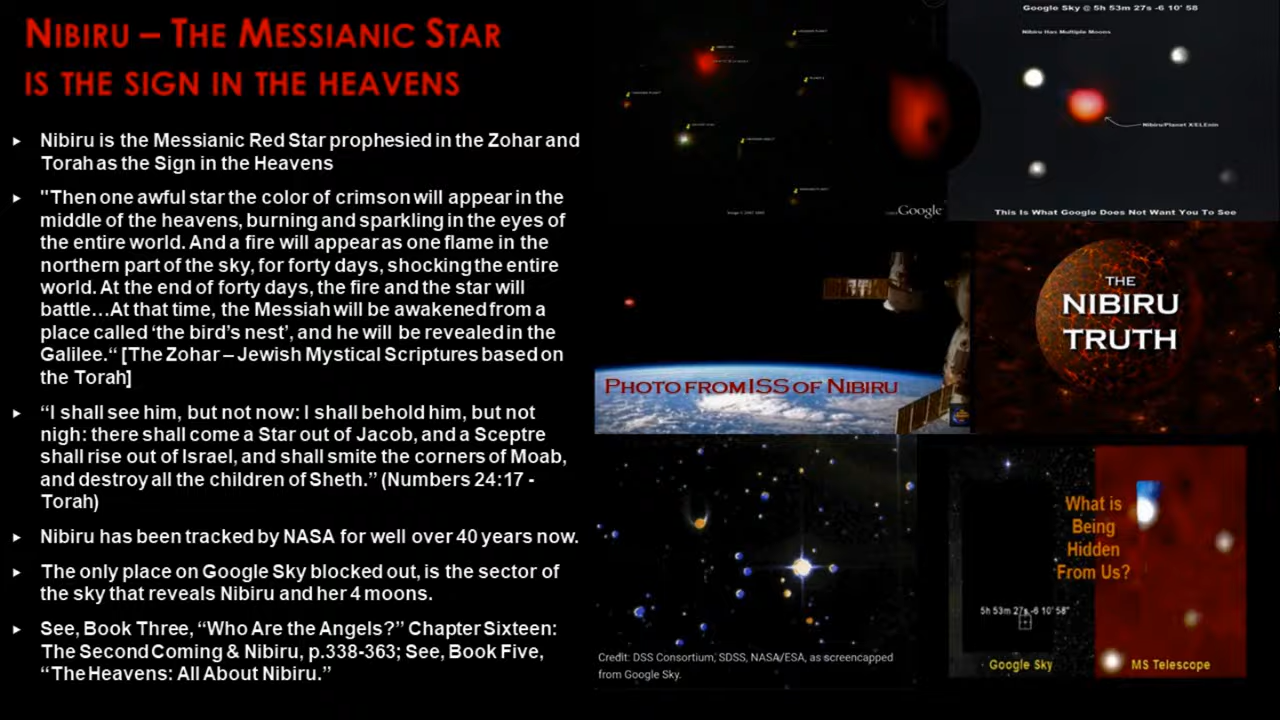 NIBIRU – THE MESSIANIC STAR
IS THE SIGN IN THE HEAVENS
Nibiru is the Messianic Red Star prophesied in the Zohar and
Torah as the Sign in the Heavens
"Then one awful star the color of crimson will appear in the
middle of the heavens, burning and sparkling in the eyes of
the entire world. And a fire will appear as one flame in the
northern part of the sky, for forty days, shocking the entire
world. At the end of forty days, the fire and the star will
battle…At that time, the Messiah will be awakened from a
place called ‘the bird’s nest’, and he will be revealed in the
Galilee.“ [The Zohar – Jewish Mystical Scriptures based on
the Torah]
“I shall see him, but not now: I shall behold him, but not
nigh: there shall come a Star out of Jacob, and a Sceptre
shall rise out of Israel, and shall smite the corners of Moab,
and destroy all the children of Sheth.” (Numbers 24:17 -
Torah)
Nibiru has been tracked by NASA for well over 40 years now.
The only place on Google Sky blocked out, is the sector of
the sky that reveals Nibiru and her 4 moons.
See, Book Three, “Who Are the Angels?” Chapter Sixteen:
The Second Coming & Nibiru, p.338-363; See, Book Five,
“The Heavens: All About Nibiru.”
Google
Google Sky @ 5h 53m 27s -6 10' 58
Nibiru Has Multiple Moons
Nibiru/Planet X/ELEnin
This Is What Google Does Not Want You To See
PHOTO FROM ISS OF NIBIRU
THE
NIBIRU
TRUTH
Credit: DSS Consortium, SDSS, NASA/ESA, as screencapped
from Google Sky.
What is
Being
Hidden
From Us?
5h 53m 27s -6 10' 58"
Google Sky
MS Telescope